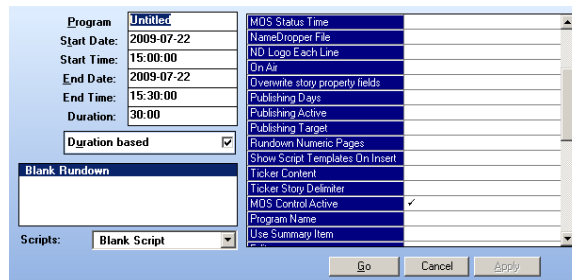 Program Untitled
Start Date: 2009-07-22
Start Time: 15:00:00
End Date: 2009-07-22
End Time: 15:30:00
Duration: 30:00
Duration based
Blank Rundown
Scripts: Blank Script
MOS Status Time
NameDropper File
ND Logo Each Line
On Air
Overwrite story property fields
Publishing Days
Publishing Active
Publishing Target
Rundown Numeric Pages
Show Script Templates On Insert
Ticker Content
Ticker Story Delimiter
MOS Control Active
Program Name
Use Summary Item
Go Cancel Apply